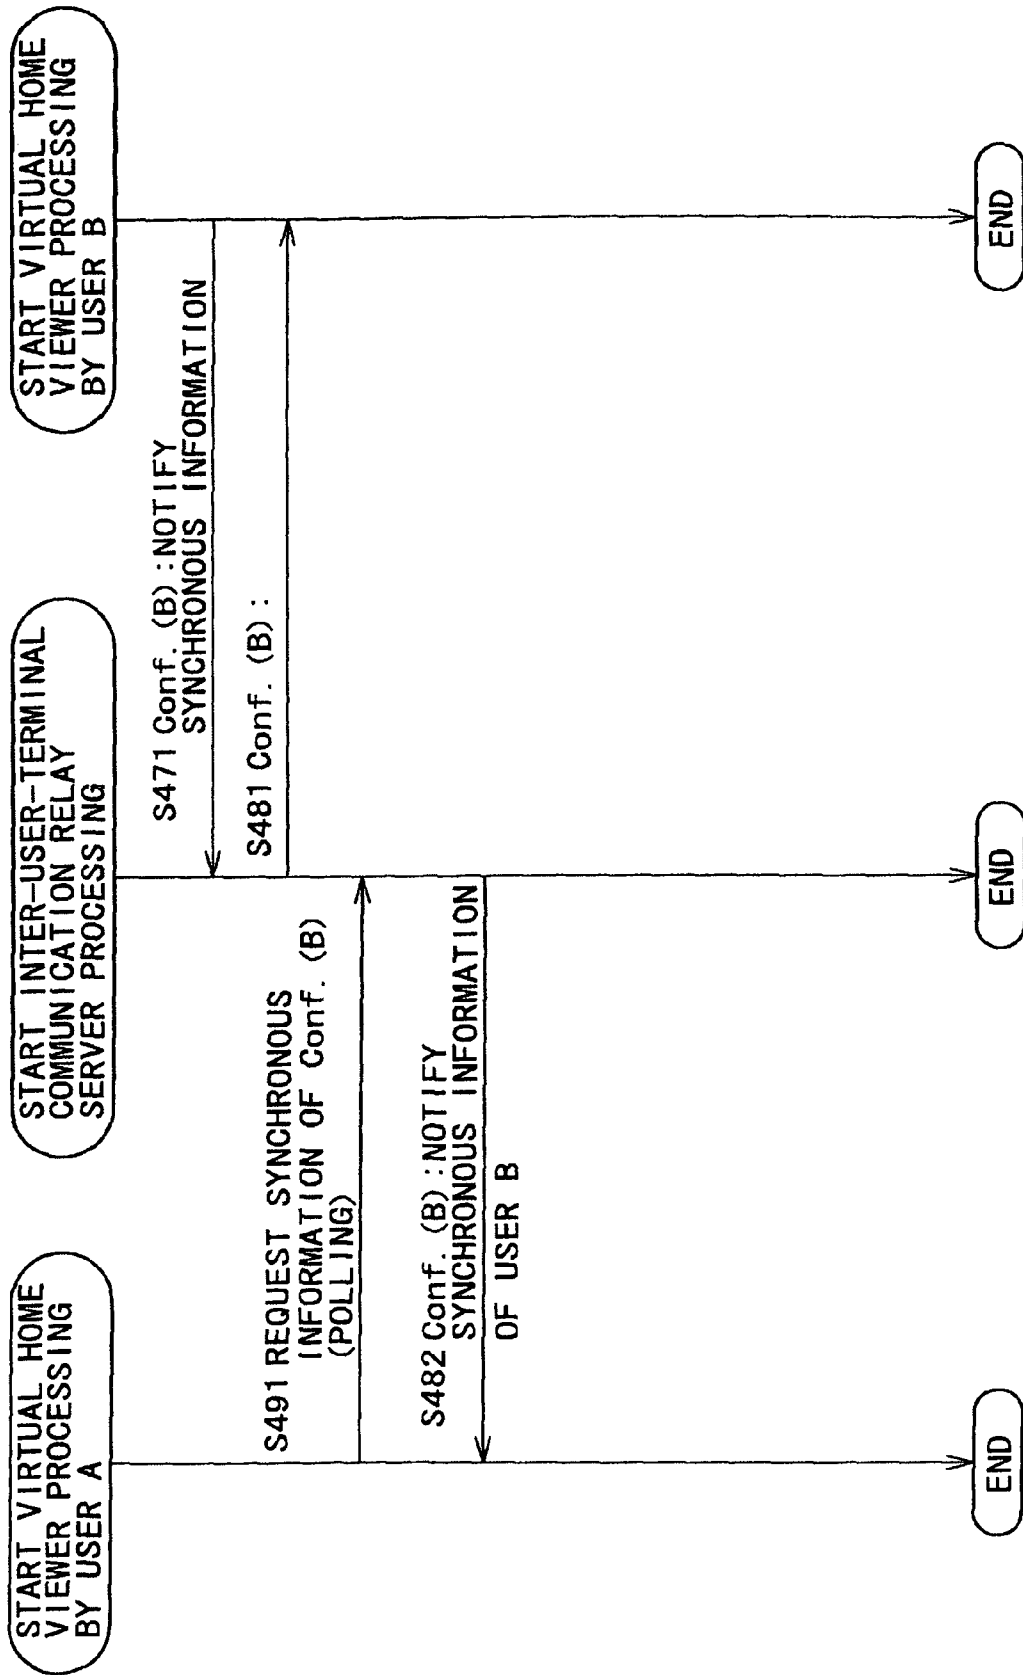 START VIRTUAL HOME
VIEWER PROCESSING
BY USER A
START INTER-USER-TERMINAL
COMMUNICATION RELAY
SERVER PROCESSING
START VIRTUAL HOME
VIEWER PROCESSING
BY USER B
S471 Conf. (B) :NOTIFY
SYNCHRONOUS INFORMATION
S481 Conf. (B) :
S491 REQUEST SYNCHRONOUS
INFORMATION OF Conf. (B)
(POLLING)
S482 Conf. (B) :NOTIFY
SYNCHRONOUS INFORMATION
OF USER B
END
END
END